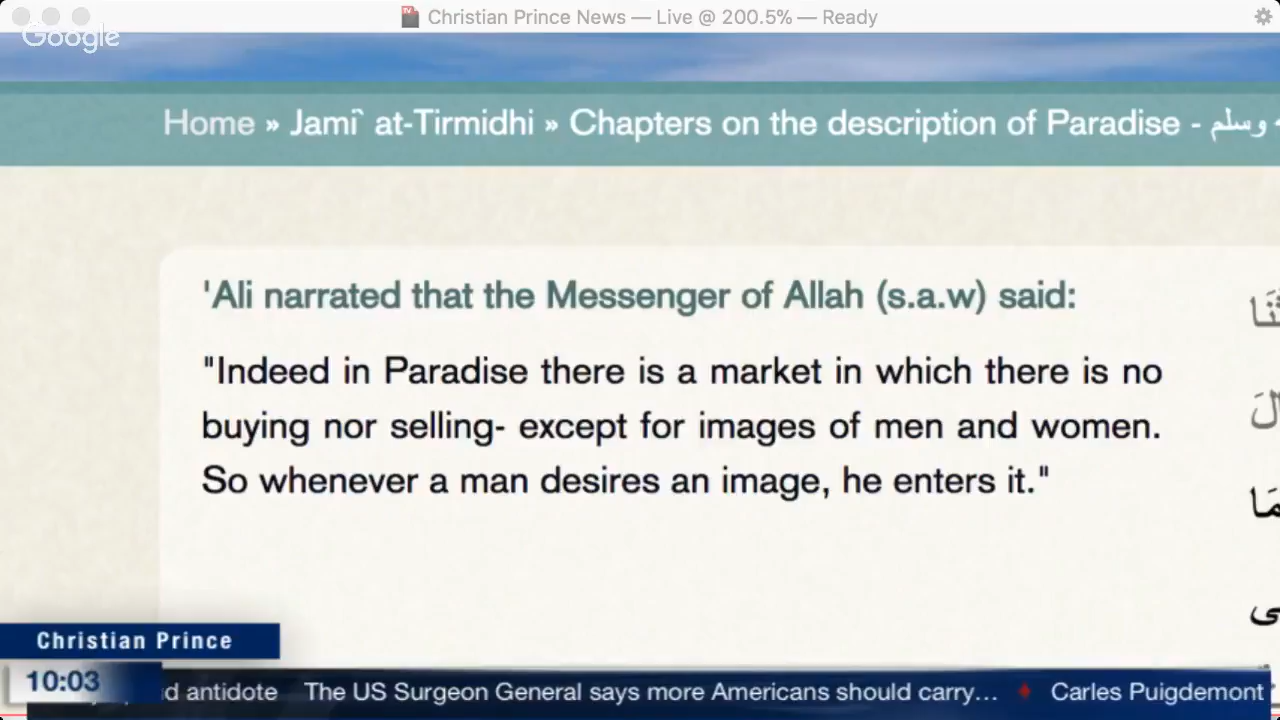 Christian Prince News — Live @ 200.5% — Ready
Google
Home » Jami` at-Tirmidhi » Chapters on the description of Paradise - وسلم
'Ali narrated that the Messenger of Allah (s.a.w) said:
"Indeed in Paradise there is a market in which there is no
buying nor selling- except for images of men and women.
So whenever a man desires an image, he enters it."
Christian Prince
10:03
antidote The US Surgeon General says more Americans should carry... Carles Puigdemont